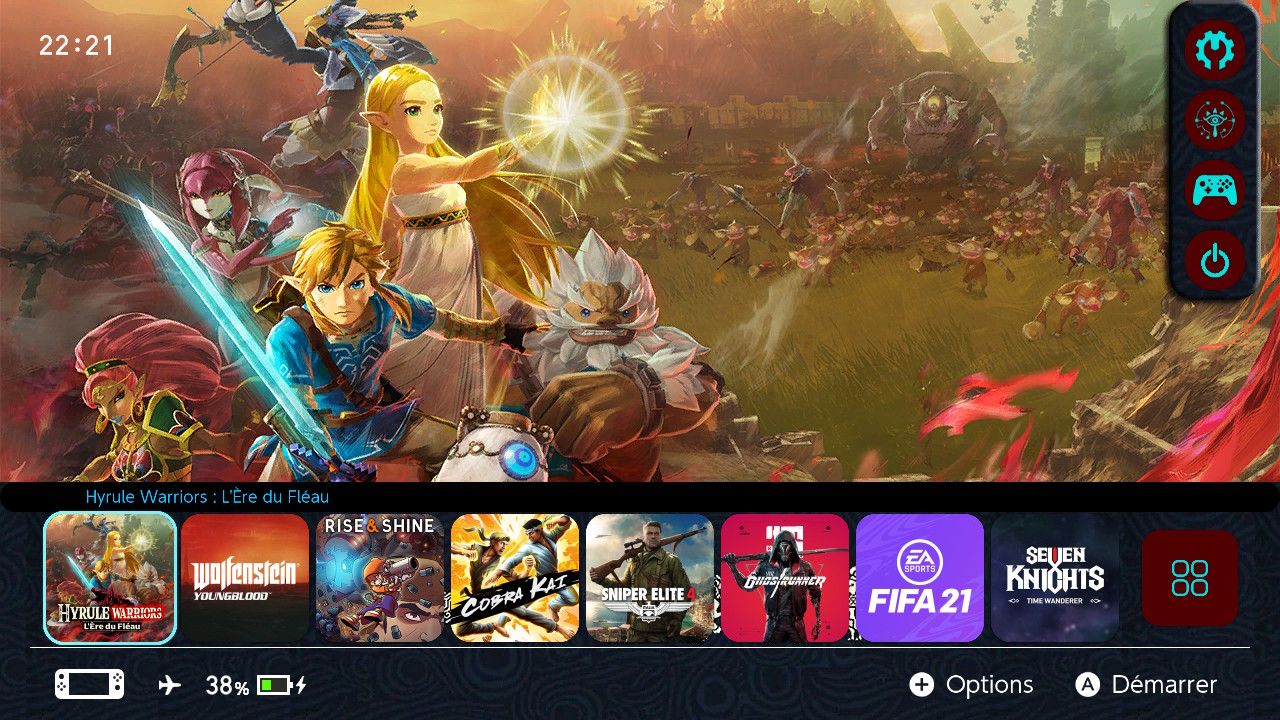 22:21
Hyrule Warriors : L'Ère du Fléau
HYRULE WARRIORS
L'Ère du Fléau
Wolfenstein
YOUNGBLOOD
RISE & SHINE
COBRA KAI
SNIPER ELITE 4
GHOSTRUNNER
EA
SPORTS
FIFA 21
SEVEN
KNIGHTS
TIME WANDERER
38%
+ Options
A Démarrer